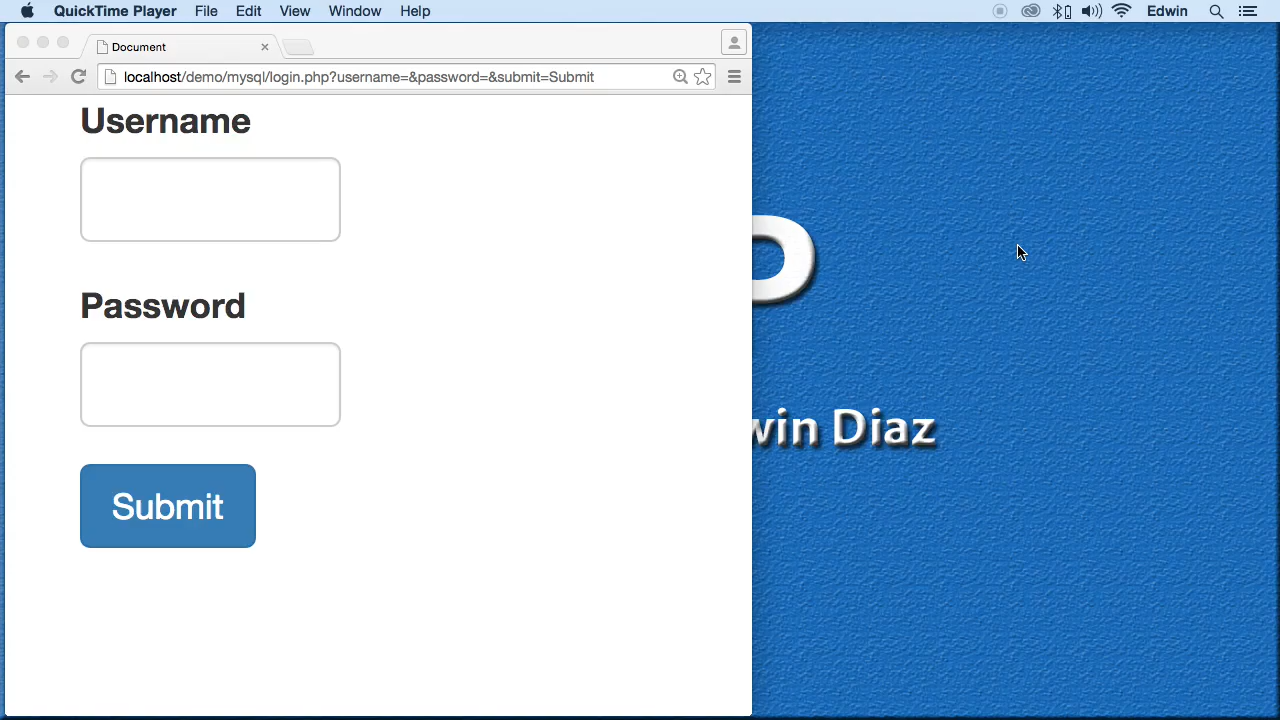 QuickTime Player File Edit View Window Help Edwin
Document
localhost/demo/mysql/login.php?username=&password=&submit=Submit
Username
Password
Diaz
Submit